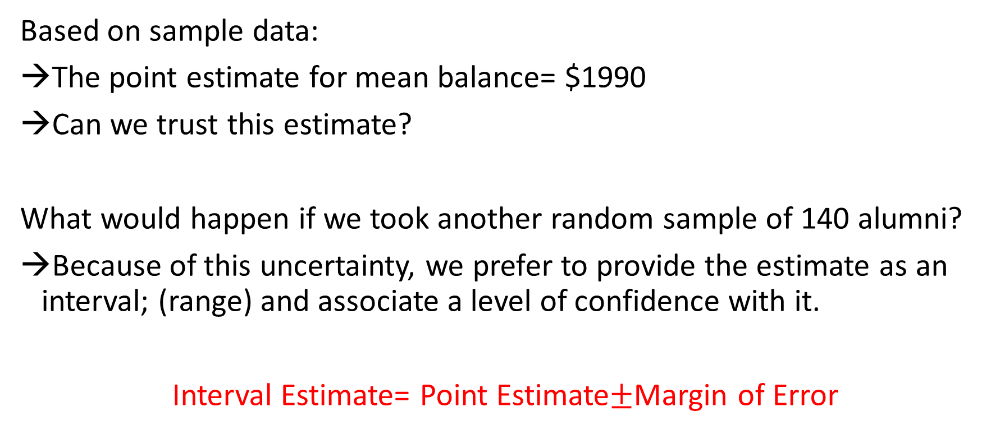 Based on sample data:
→The point estimate for mean balance= $1990
→Can we trust this estimate?
What would happen if we took another random sample of 140 alumni?
→Because of this uncertainty, we prefer to provide the estimate as an
interval; (range) and associate a level of confidence with it.
Interval Estimate= Point Estimate±Margin of Error